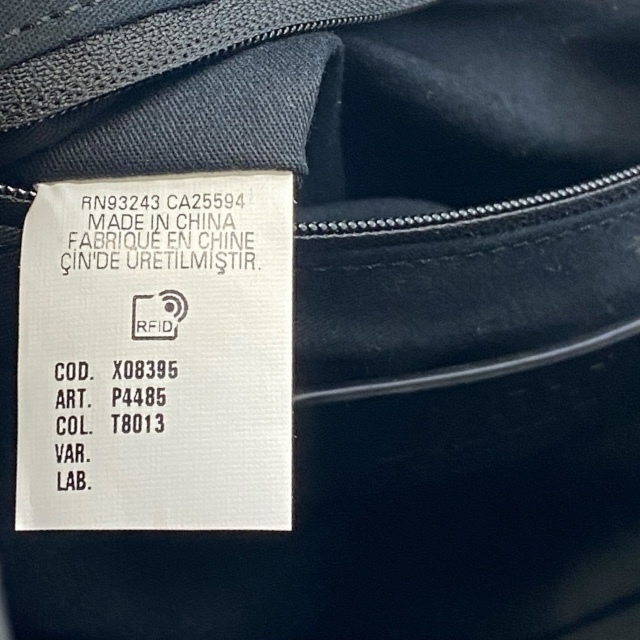 RN93243 CA25594
MADE IN CHINA
FABRIQUÉ EN CHINE
ÇİN'DE ÜRETİLMİŞTİR.
RFID
COD. X08395
ART. P4485
COL. T8013
VAR.
LAB.